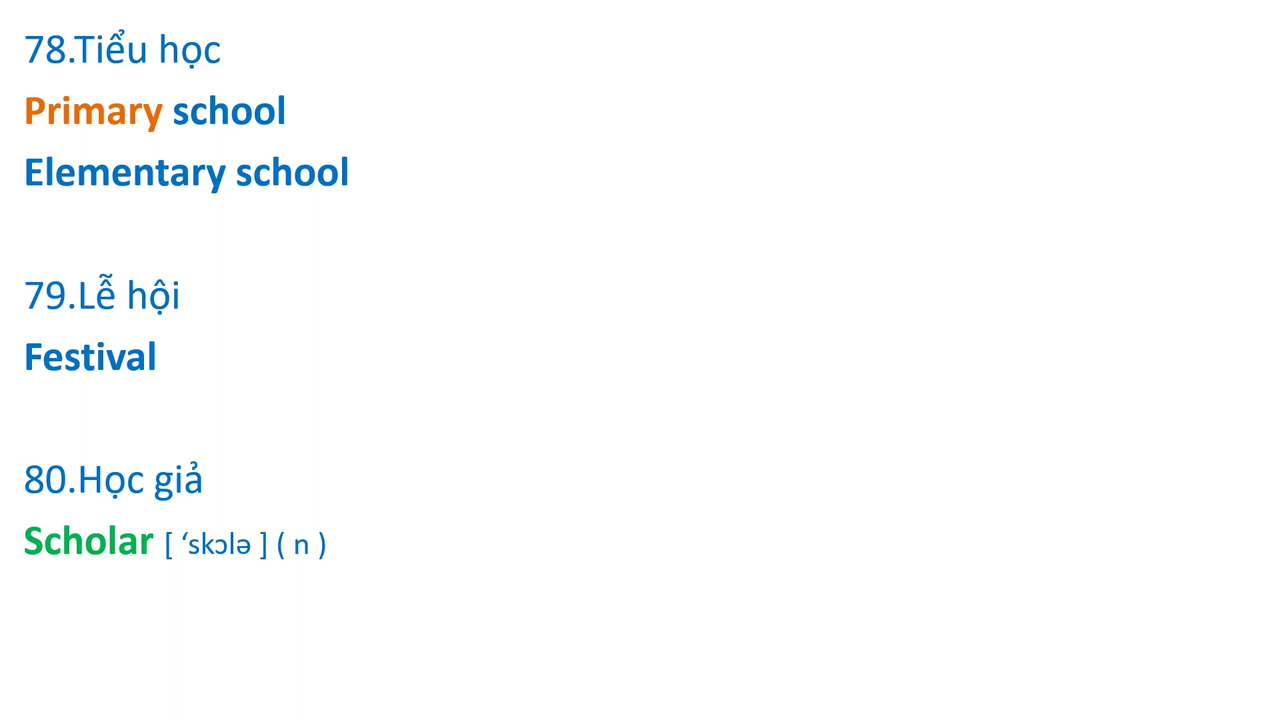 78.Tiểu học
Primary school
Elementary school
79.Lễ hội
Festival
80.Học giả
Scholar [ ‘skɔlə ] ( n )